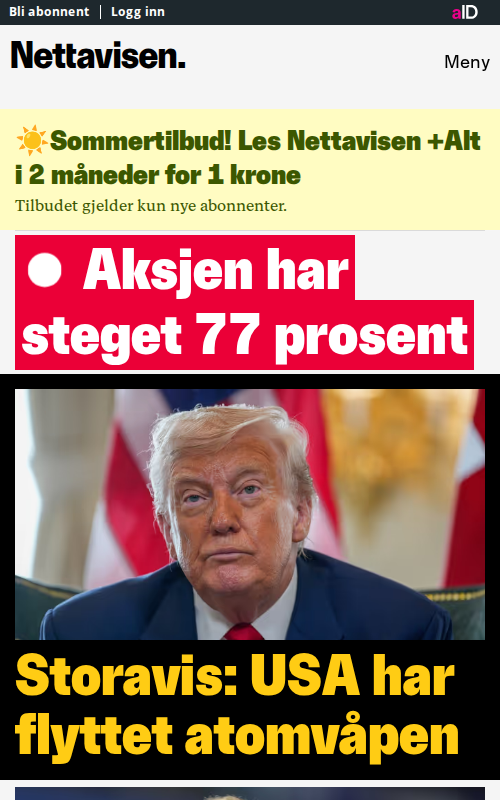 Bli abonnent | Logg inn
aID
Nettavisen.
Meny
☀️Sommertilbud! Les Nettavisen +Alt
i 2 måneder for 1 krone
Tilbudet gjelder kun nye abonnenter.
Aksjen har
steget 77 prosent
Storavis: USA har
flyttet atomvåpen